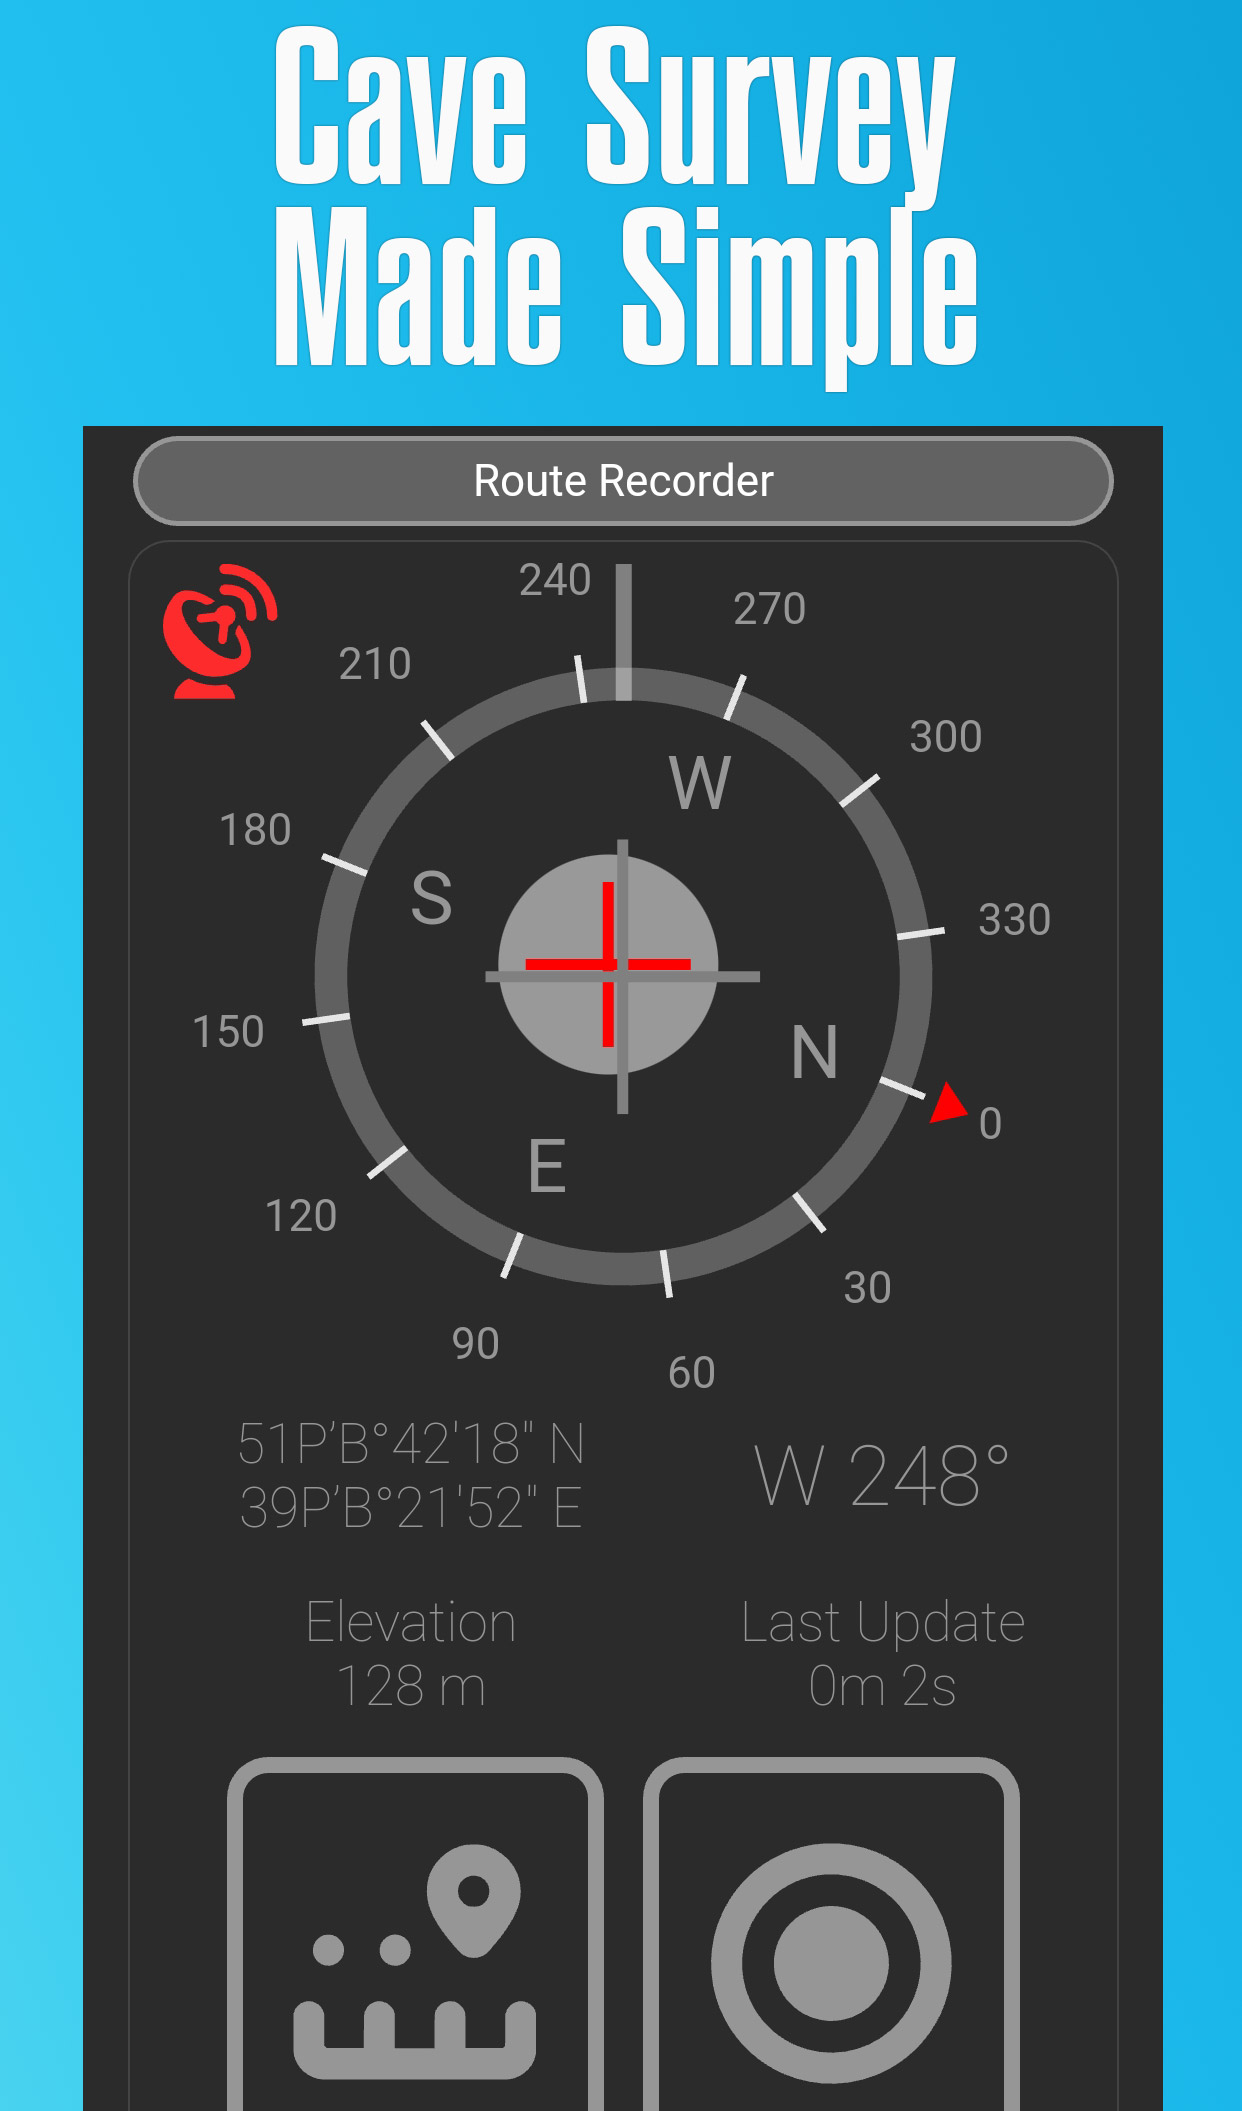 Cave Survey
Made Simple
Route Recorder
240
270
210
300
W
180
S
330
150
N
0
E
120
30
90
60
51P’B°42'18" N
39P’B°21'52" E
W 248°
Elevation
128 m
Last Update
0m 2s